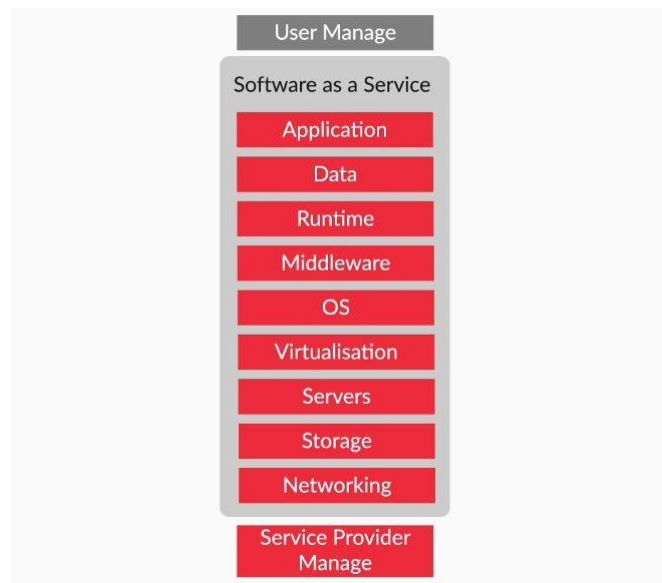 User Manage
Software as a Service
Application
Data
Runtime
Middleware
OS
Virtualisation
Servers
Storage
Networking
Service Provider
Manage